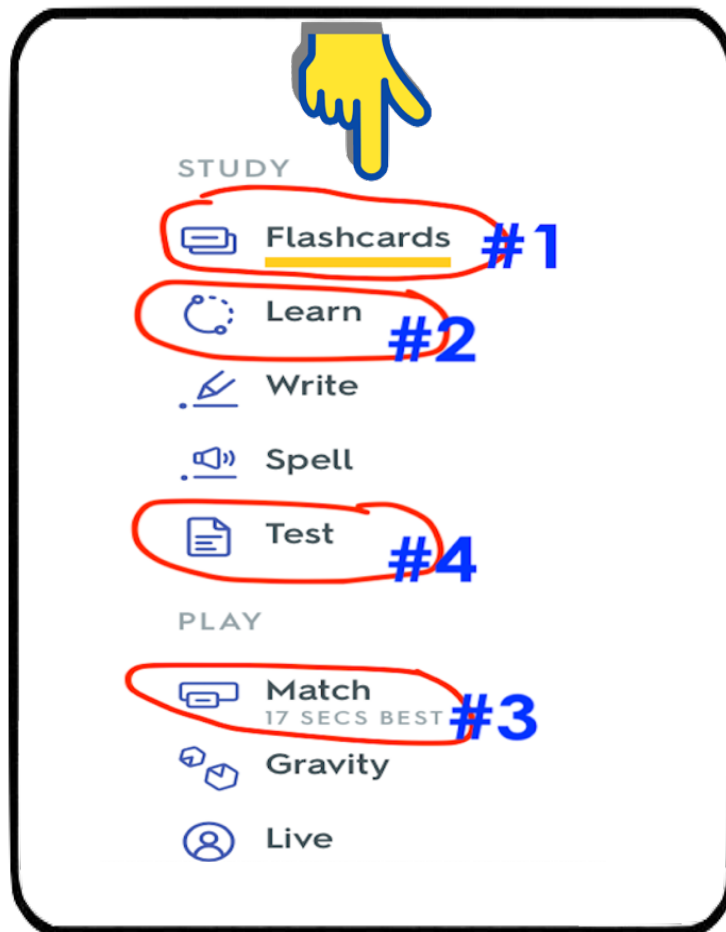 STUDY
Flashcards #1
Learn #2
Write
Spell
Test #4
PLAY
Match
17 SECS BEST #3
Gravity
Live